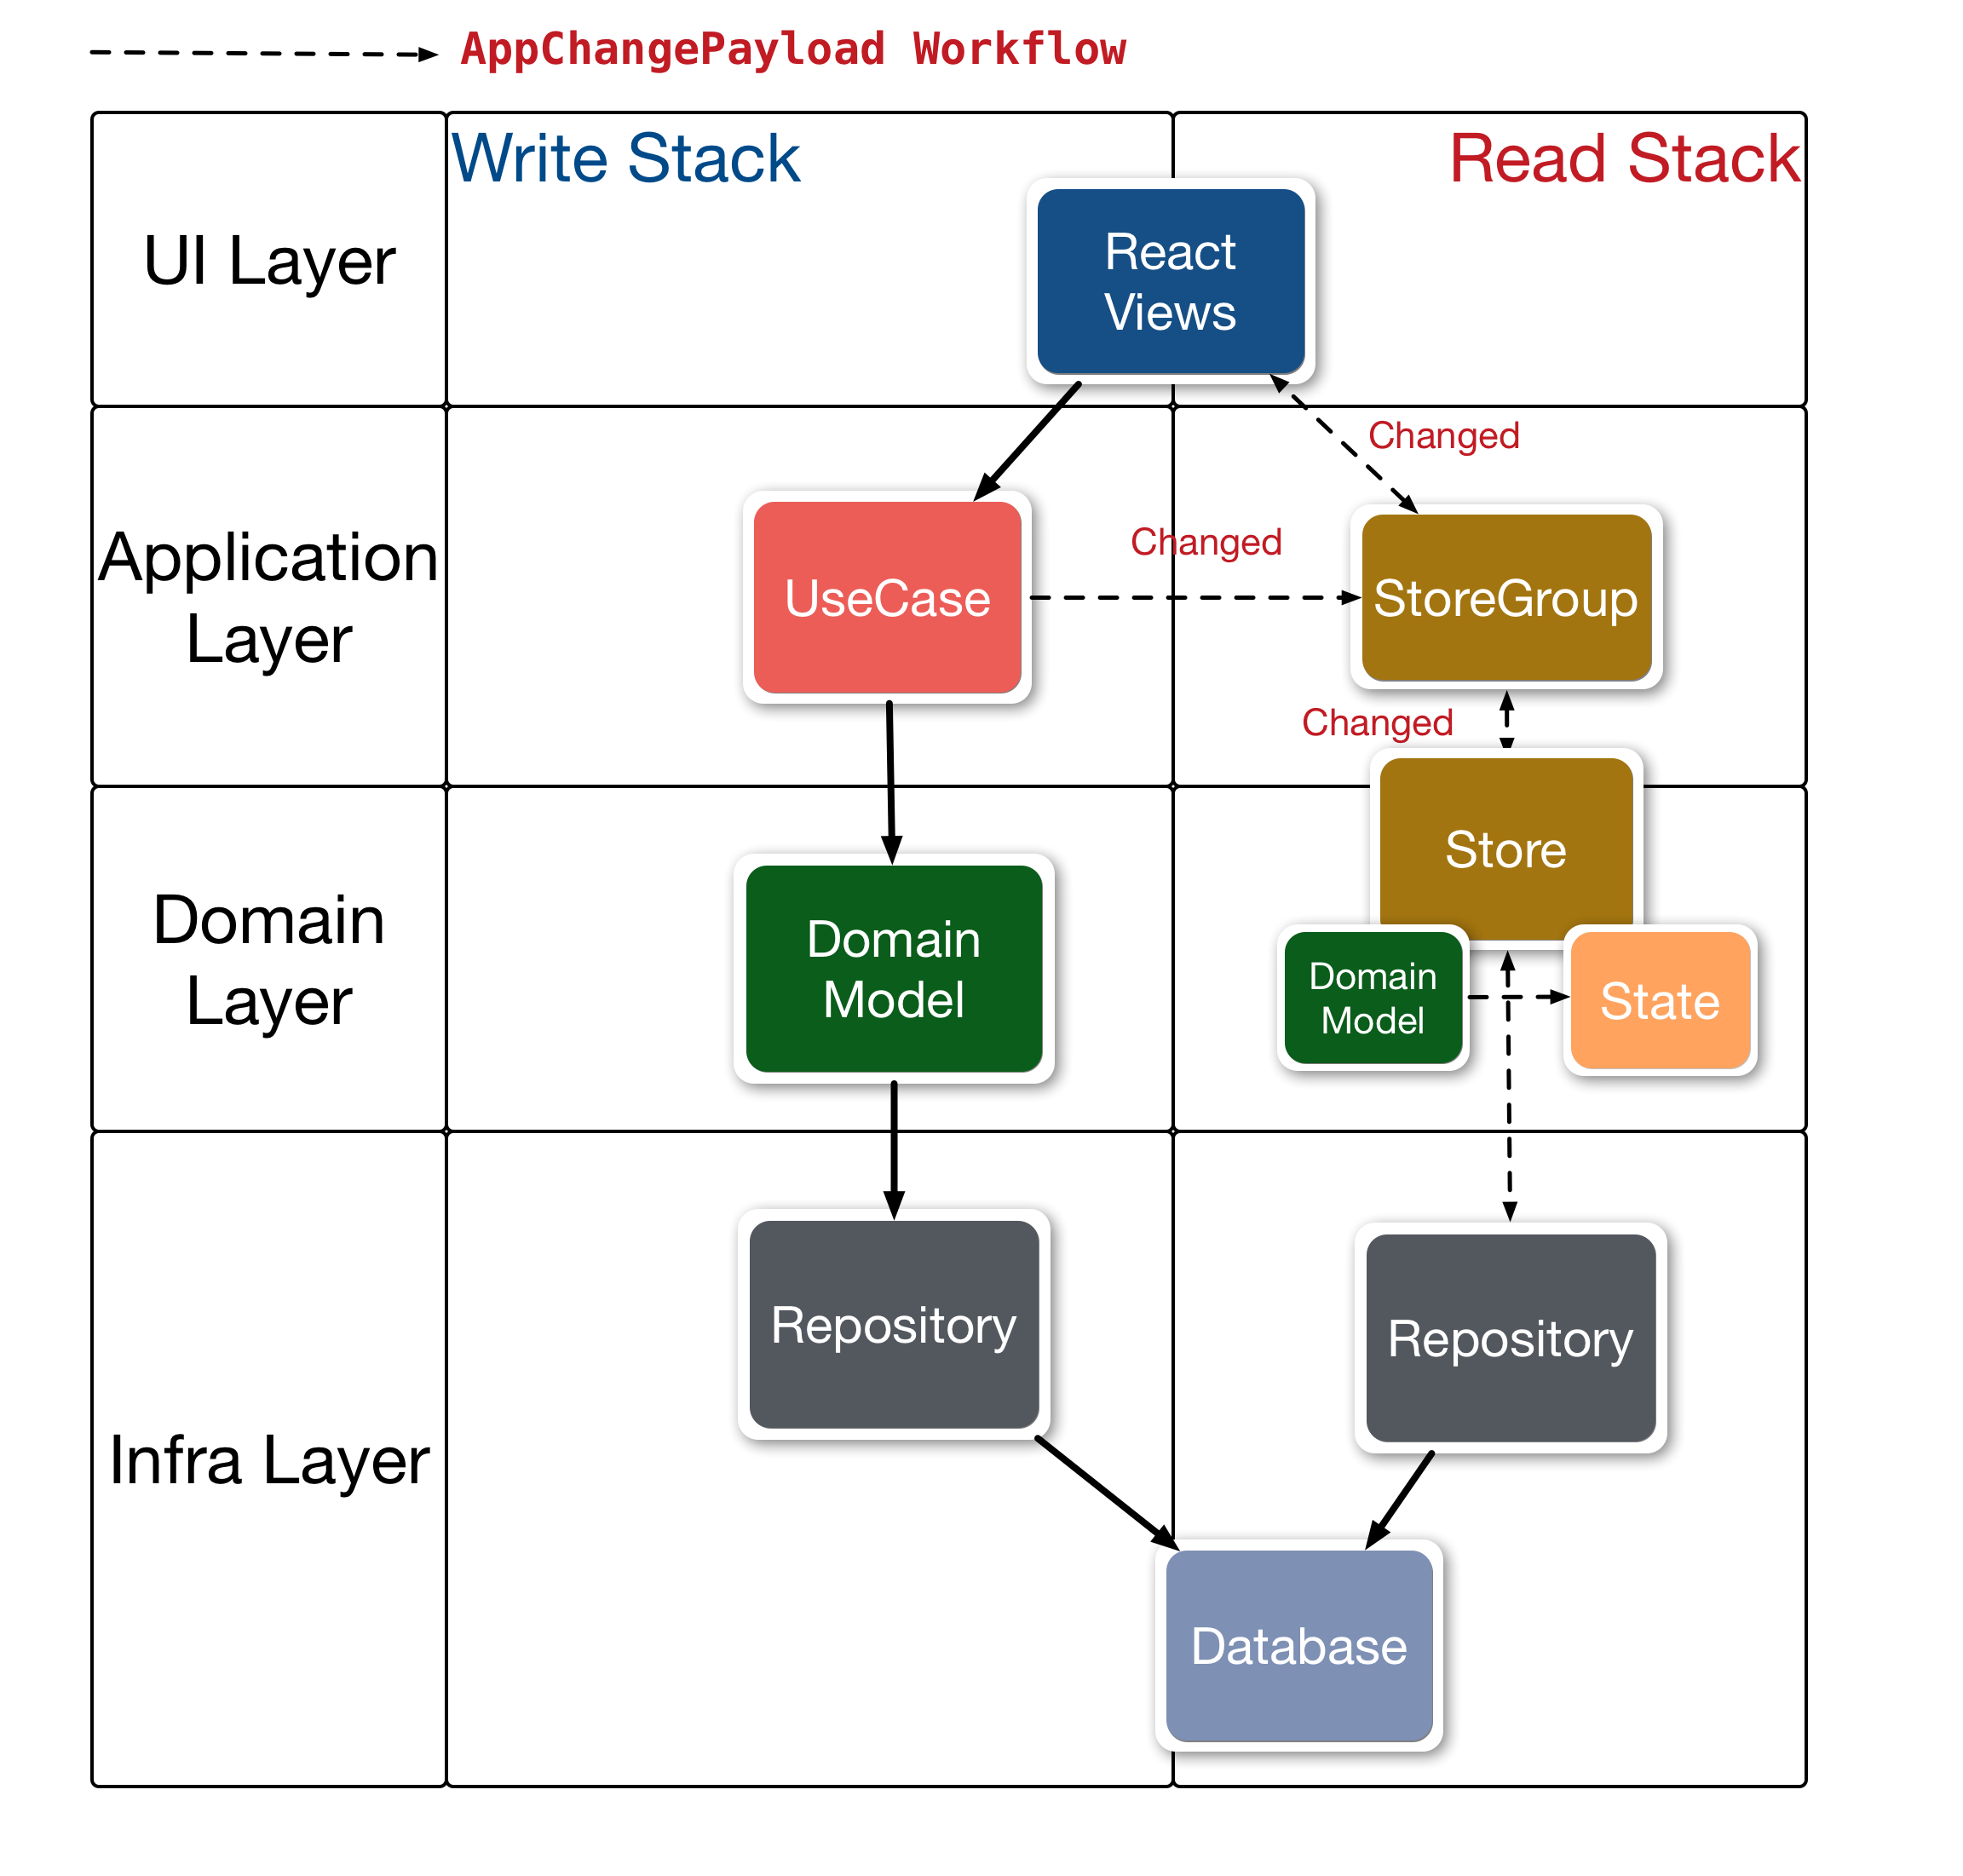 AppChangePayload Workflow
Write Stack
Read Stack
UI Layer
React
Views
Changed
Application
Layer
UseCase
Changed
StoreGroup
Changed
Domain
Layer
Domain
Model
Store
Domain
Model
State
Infra Layer
Repository
Repository
Database